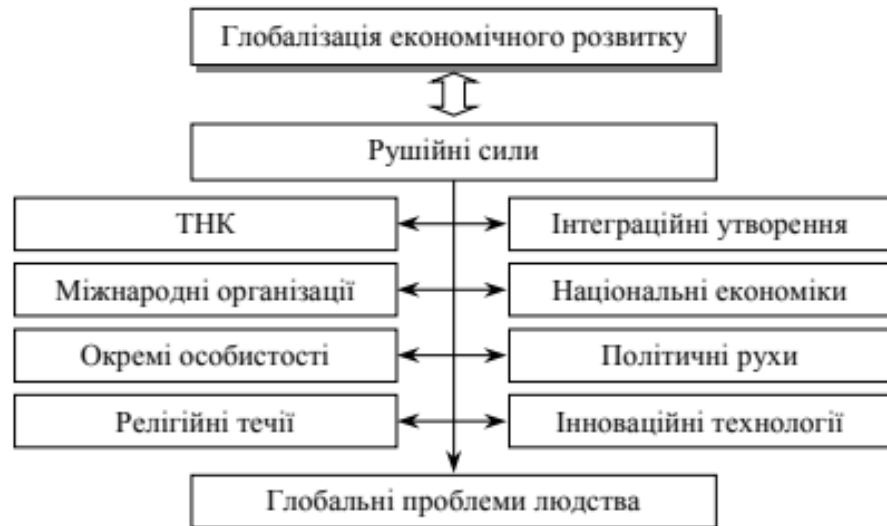 Глобалізація економічного розвитку
Рушійні сили
ТНК
Інтеграційні утворення
Міжнародні організації
Національні економіки
Окремі особистості
Політичні рухи
Релігійні течії
Інноваційні технології
Глобальні проблеми людства